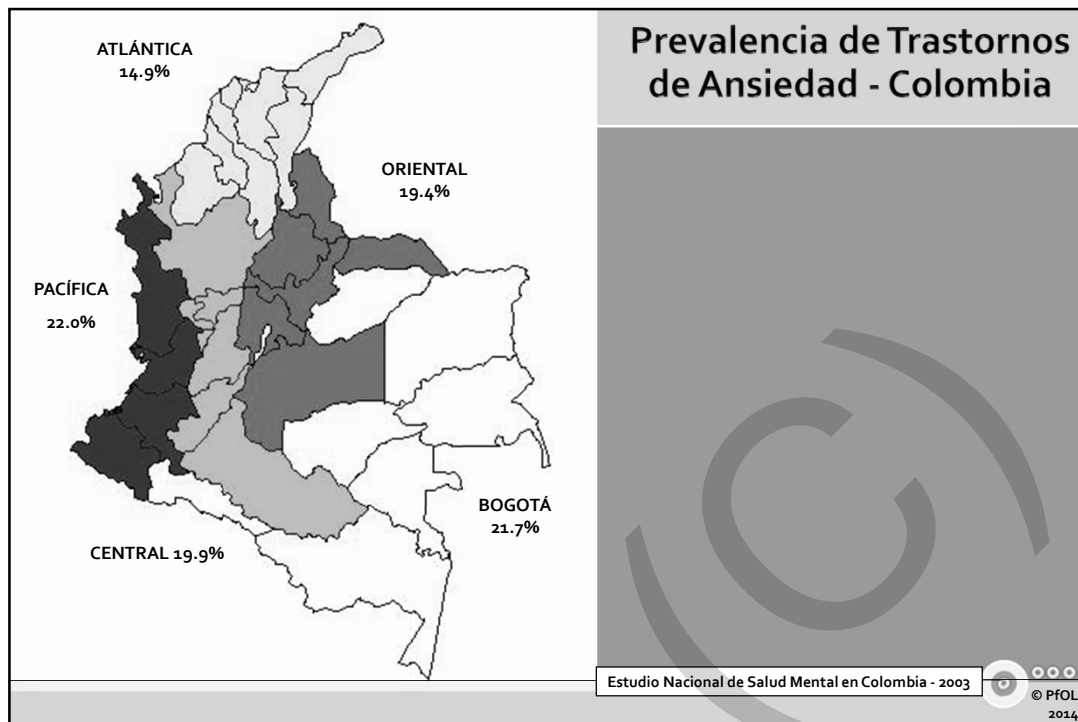 Prevalencia de Trastornos
de Ansiedad - Colombia
ATLÁNTICA
14.9%
ORIENTAL
19.4%
PACÍFICA
22.0%
BOGOTÁ
21.7%
CENTRAL 19.9%
Estudio Nacional de Salud Mental en Colombia - 2003
© PfOL
2014